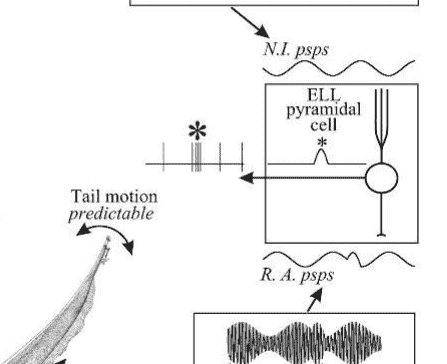 N.I. psps
ELL
pyramidal
cell
*
*
Tail motion
predictable
R. A. psps